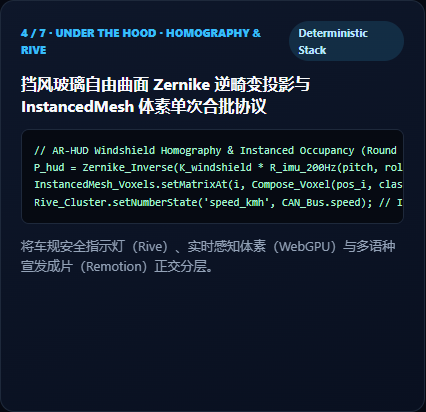 4 / 7 · UNDER THE HOOD · HOMOGRAPHY &
RIVE
Deterministic
Stack
挡风玻璃自由曲面 Zernike 逆畸变投影与
InstancedMesh 体素单次合批协议
// AR-HUD Windshield Homography & Instanced Occupancy (Round
P_hud = Zernike_Inverse(K_windshield * R_imu_200Hz(pitch, rol
InstancedMesh_Voxels.setMatrixAt(i, Compose_Voxel(pos_i, clas
Rive_Cluster.setNumberState('speed_kmh', CAN_Bus.speed); // I
将车规安全指示灯（Rive）、实时感知体素（WebGPU）与多语种
宣发成片（Remotion）正交分层。